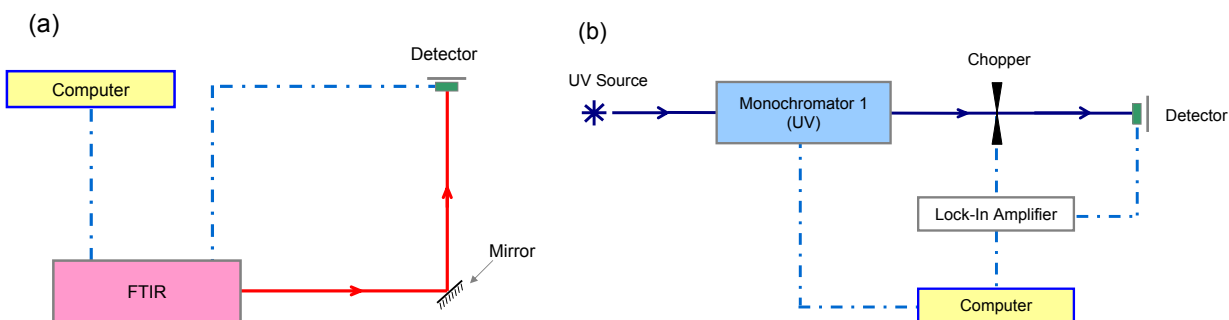 (a)
Detector
Computer
FTIR
Mirror
(b)
Chopper
UV Source
Monochromator 1
(UV)
Detector
Lock-In Amplifier
Computer